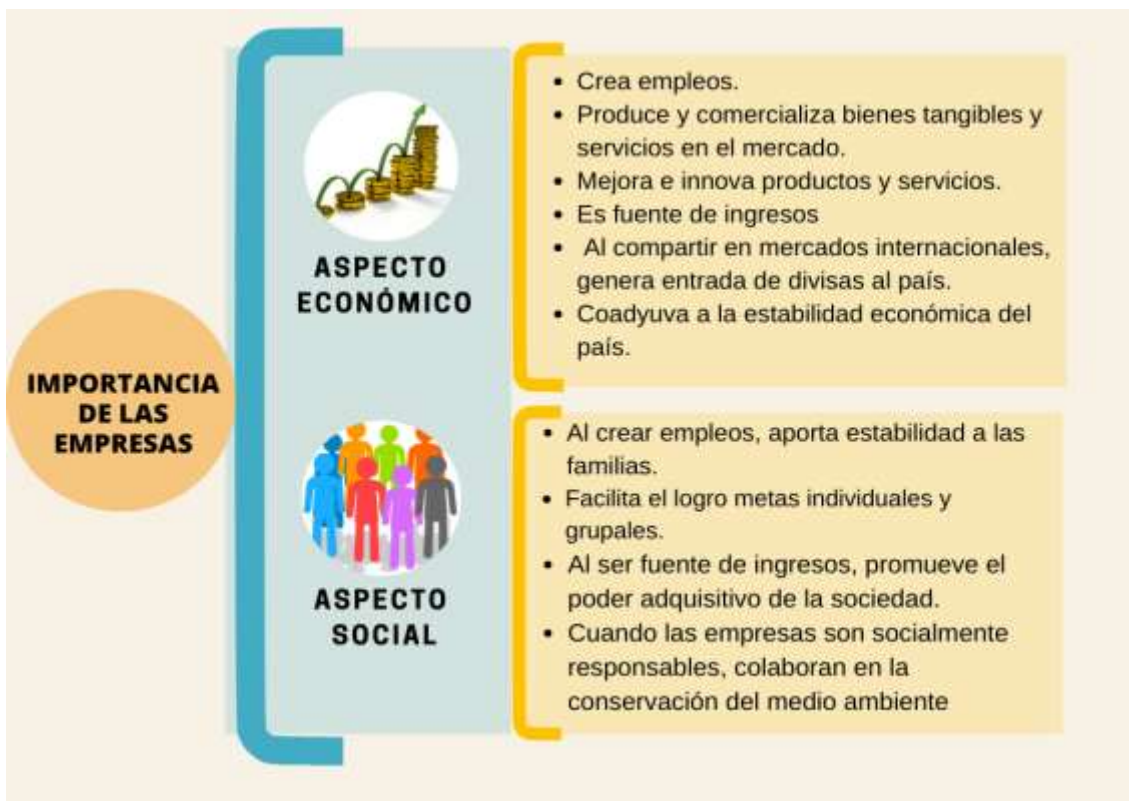 IMPORTANCIA
DE LAS
EMPRESAS
ASPECTO
ECONÓMICO
• Crea empleos.
• Produce y comercializa bienes tangibles y
servicios en el mercado.
• Mejora e innova productos y servicios.
• Es fuente de ingresos
• Al compartir en mercados internacionales,
genera entrada de divisas al país.
• Coadyuva a la estabilidad económica del
país.
ASPECTO
SOCIAL
• Al crear empleos, aporta estabilidad a las
familias.
• Facilita el logro metas individuales y
grupales.
• Al ser fuente de ingresos, promueve el
poder adquisitivo de la sociedad.
• Cuando las empresas son socialmente
responsables, colaboran en la
conservación del medio ambiente